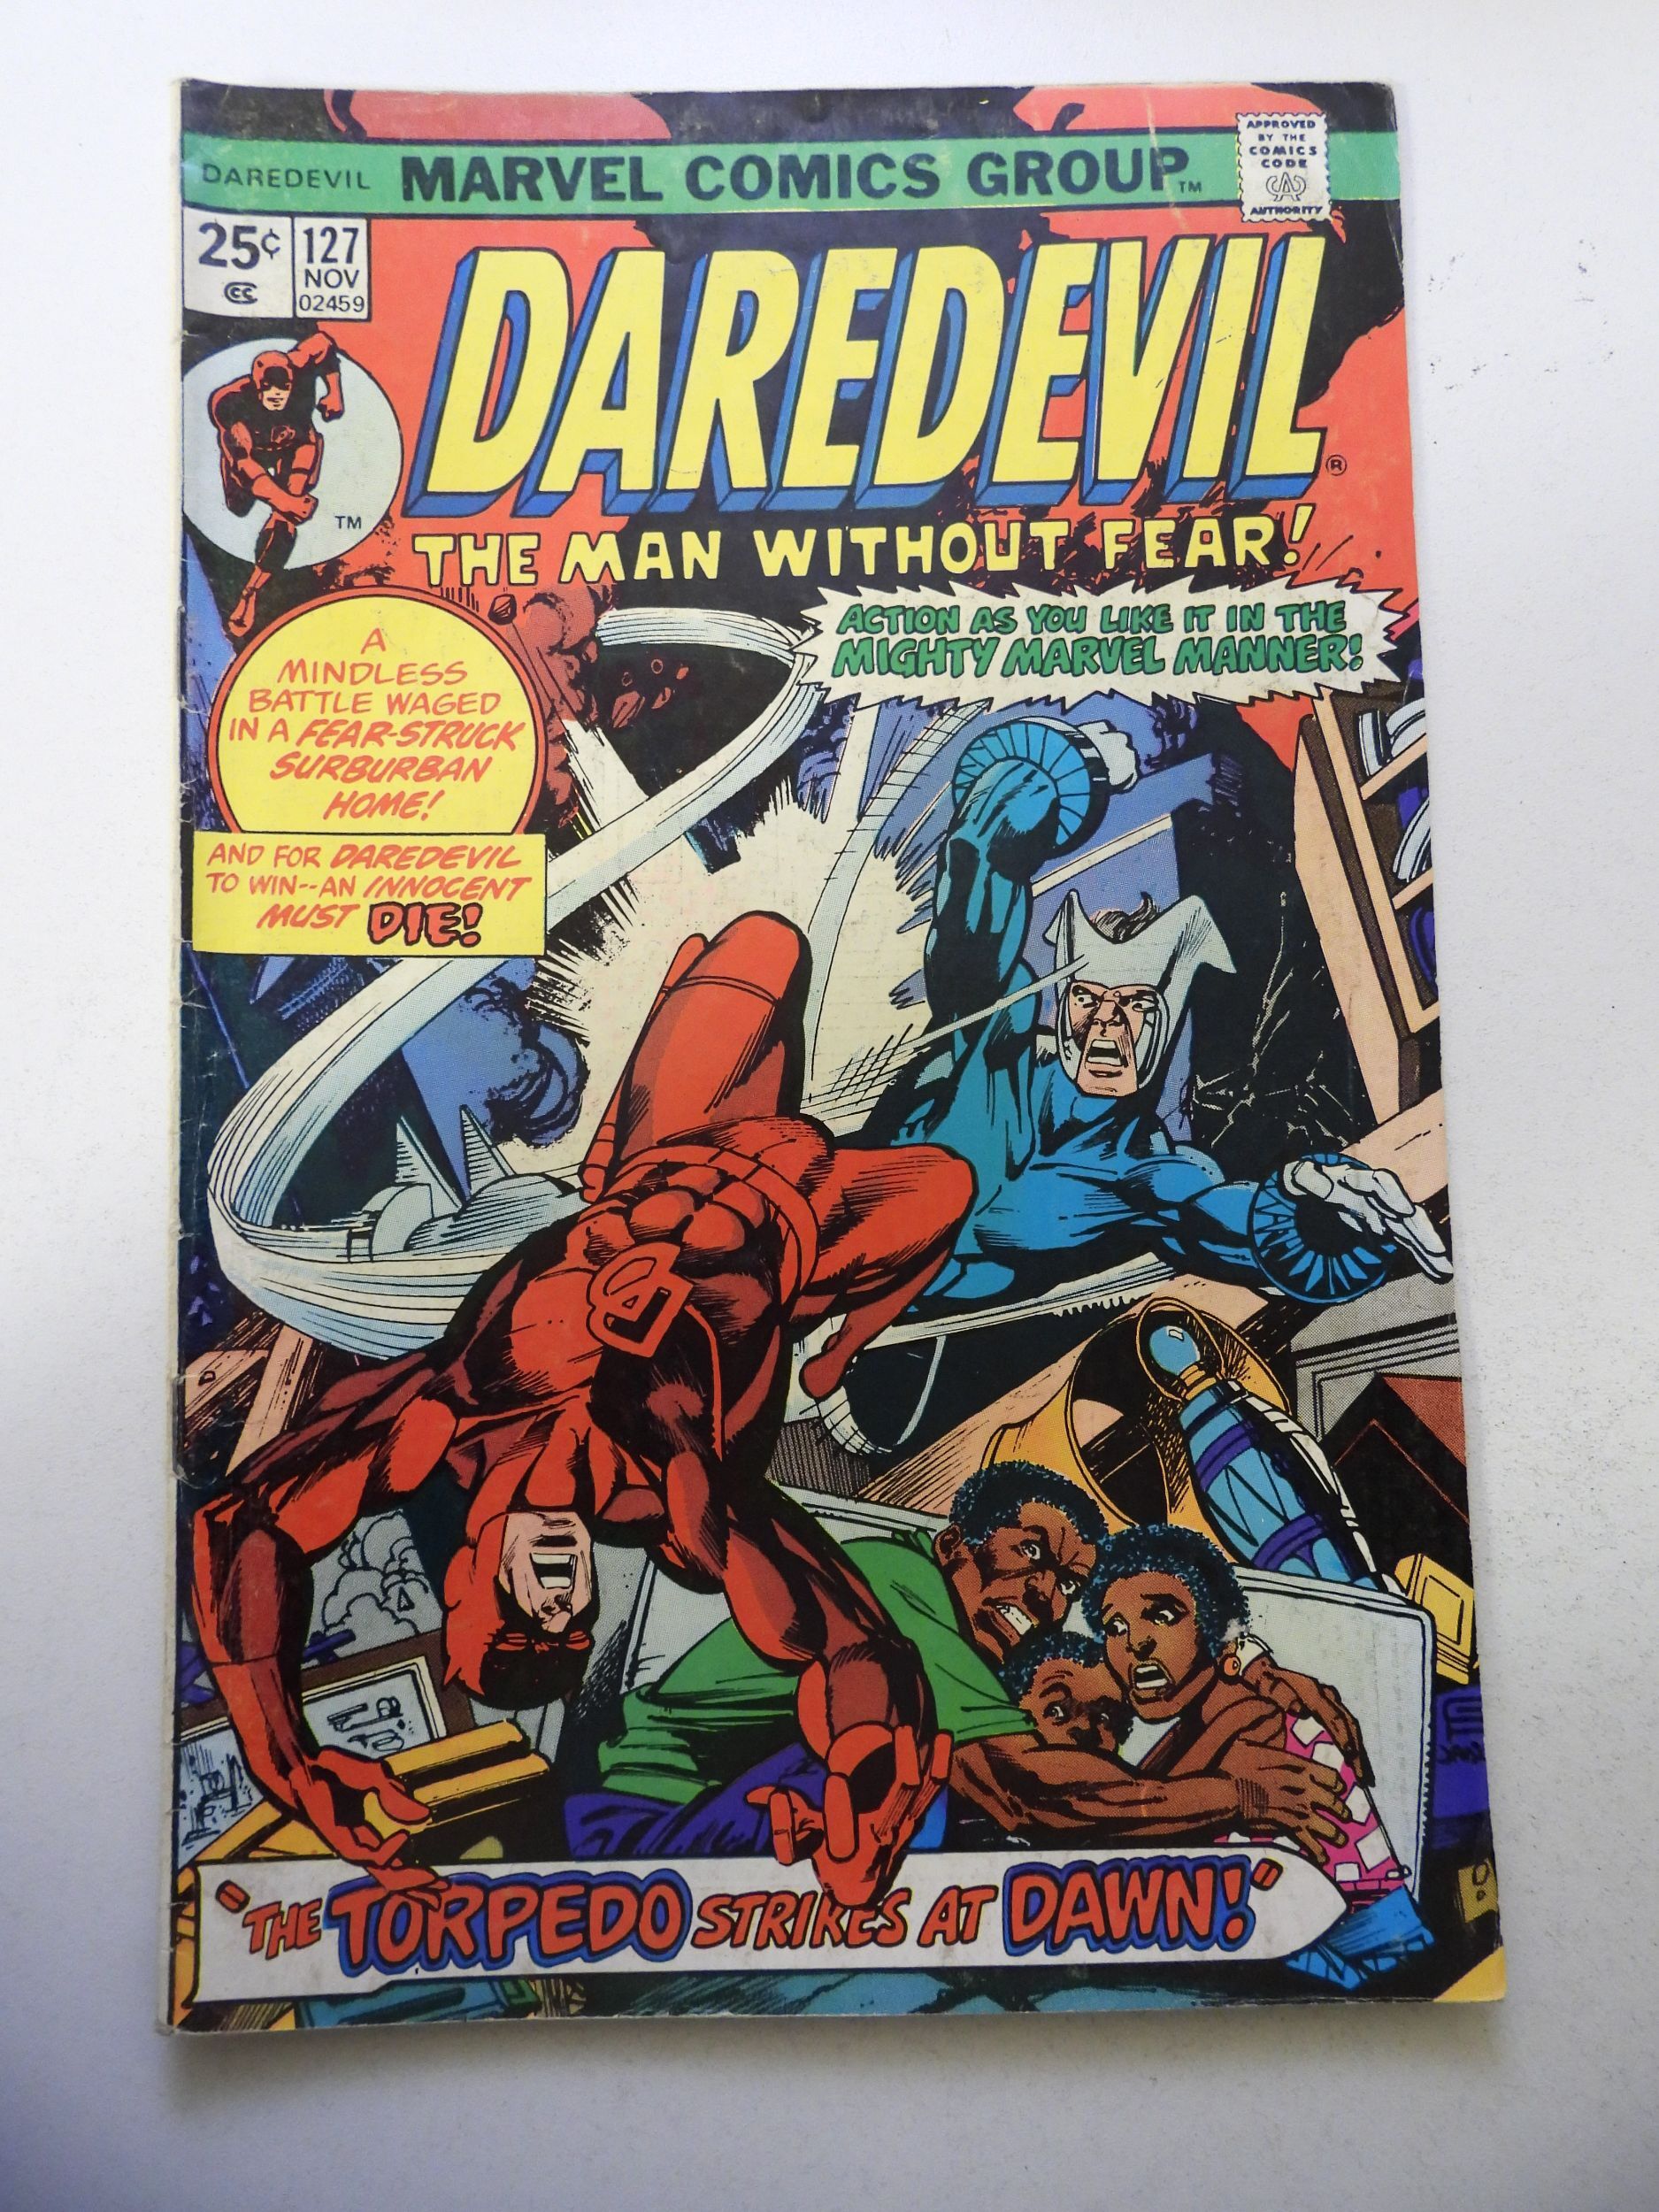 DAREDEVIL MARVEL COMICS GROUP™
APPROVED
BY THE
COMICS
CODE
AUTHORITY
25¢
CC
127
NOV
02459
DAREDEVIL®
TM
THE MAN WITHOUT FEAR!
ACTION AS YOU LIKE IT IN THE
MIGHTY MARVEL MANNER!
A
MINDLESS
BATTLE WAGED
IN A FEAR-STRUCK
SURBURBAN
HOME!
AND FOR DAREDEVIL
TO WIN--AN INNOCENT
MUST DIE!
"THE TORPEDO STRIKES AT DAWN!"